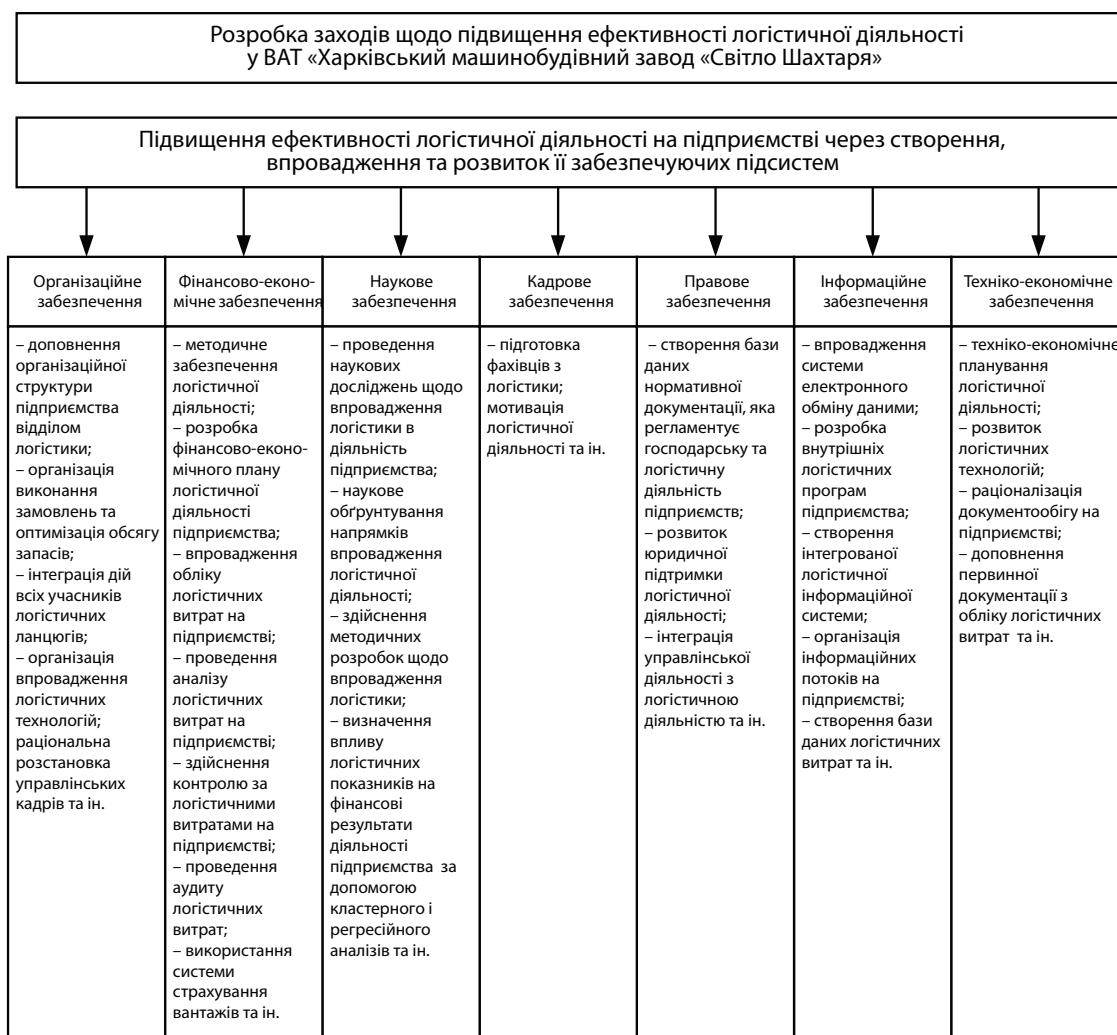 Розробка заходів щодо підвищення ефективності логістичної діяльності
у ВАТ «Харківський машинобудівний завод «Світло Шахтаря»
Підвищення ефективності логістичної діяльності на підприємстві через створення,
впровадження та розвиток її забезпечуючих підсистем
Організаційне
забезпечення
Фінансово-еконо-
мічне забезпечення
Наукове
забезпечення
Кадрове
забезпечення
Правове
забезпечення
Інформаційне
забезпечення
Техніко-економічне
забезпечення
– доповнення
організаційної
структури
підприємства
відділом
логістики;
– організація
виконання
замовлень та
оптимізація обсягу
запасів;
– інтеграція дій
всіх учасників
логістичних
ланцюгів;
– організація
впровадження
логістичних
технологій;
раціональна
розстановка
управлінських
кадрів та ін.
– методичне
забезпечення
логістичної
діяльності;
– розробка
фінансово-еконо-
мічного плану
логістичної
діяльності
підприємства;
– впровадження
обліку
логістичних
витрат на
підприємстві;
– проведення
аналізу
логістичних
витрат на
підприємстві;
– здійснення
контролю за
логістичними
витратами на
підприємстві;
– проведення
аудиту
логістичних
витрат;
– використання
системи
страхування
вантажів та ін.
– проведення
наукових
досліджень щодо
впровадження
логістики в
діяльність
підприємства;
– наукове
обґрунтування
напрямків
впровадження
логістичної
діяльності;
– здійснення
методичних
розробок щодо
впровадження
логістики;
– визначення
впливу
логістичних
показників на
фінансові
результати
діяльності
підприємства за
допомогою
кластерного і
регресійного
аналізів та ін.
– підготовка
фахівців з
логістики;
мотивація
логістичної
діяльності та ін.
– створення бази
даних
нормативної
документації, яка
регламентує
господарську та
логістичну
діяльність
підприємств;
– розвиток
юридичної
підтримки
логістичної
діяльності;
– інтеграція
управлінської
діяльності з
логістичною
діяльністю та ін.
– впровадження
системи
електронного
обміну даними;
– розробка
внутрішніх
логістичних
програм
підприємства;
– створення
інтегрованої
логістичної
інформаційної
системи;
– організація
інформаційних
потоків на
підприємстві;
– створення бази
даних логістичних
витрат та ін.
– техніко-економічне
планування
логістичної
діяльності;
– розвиток
логістичних
технологій;
– раціоналізація
документообігу на
підприємстві;
– доповнення
первинної
документації з
обліку логістичних
витрат та ін.